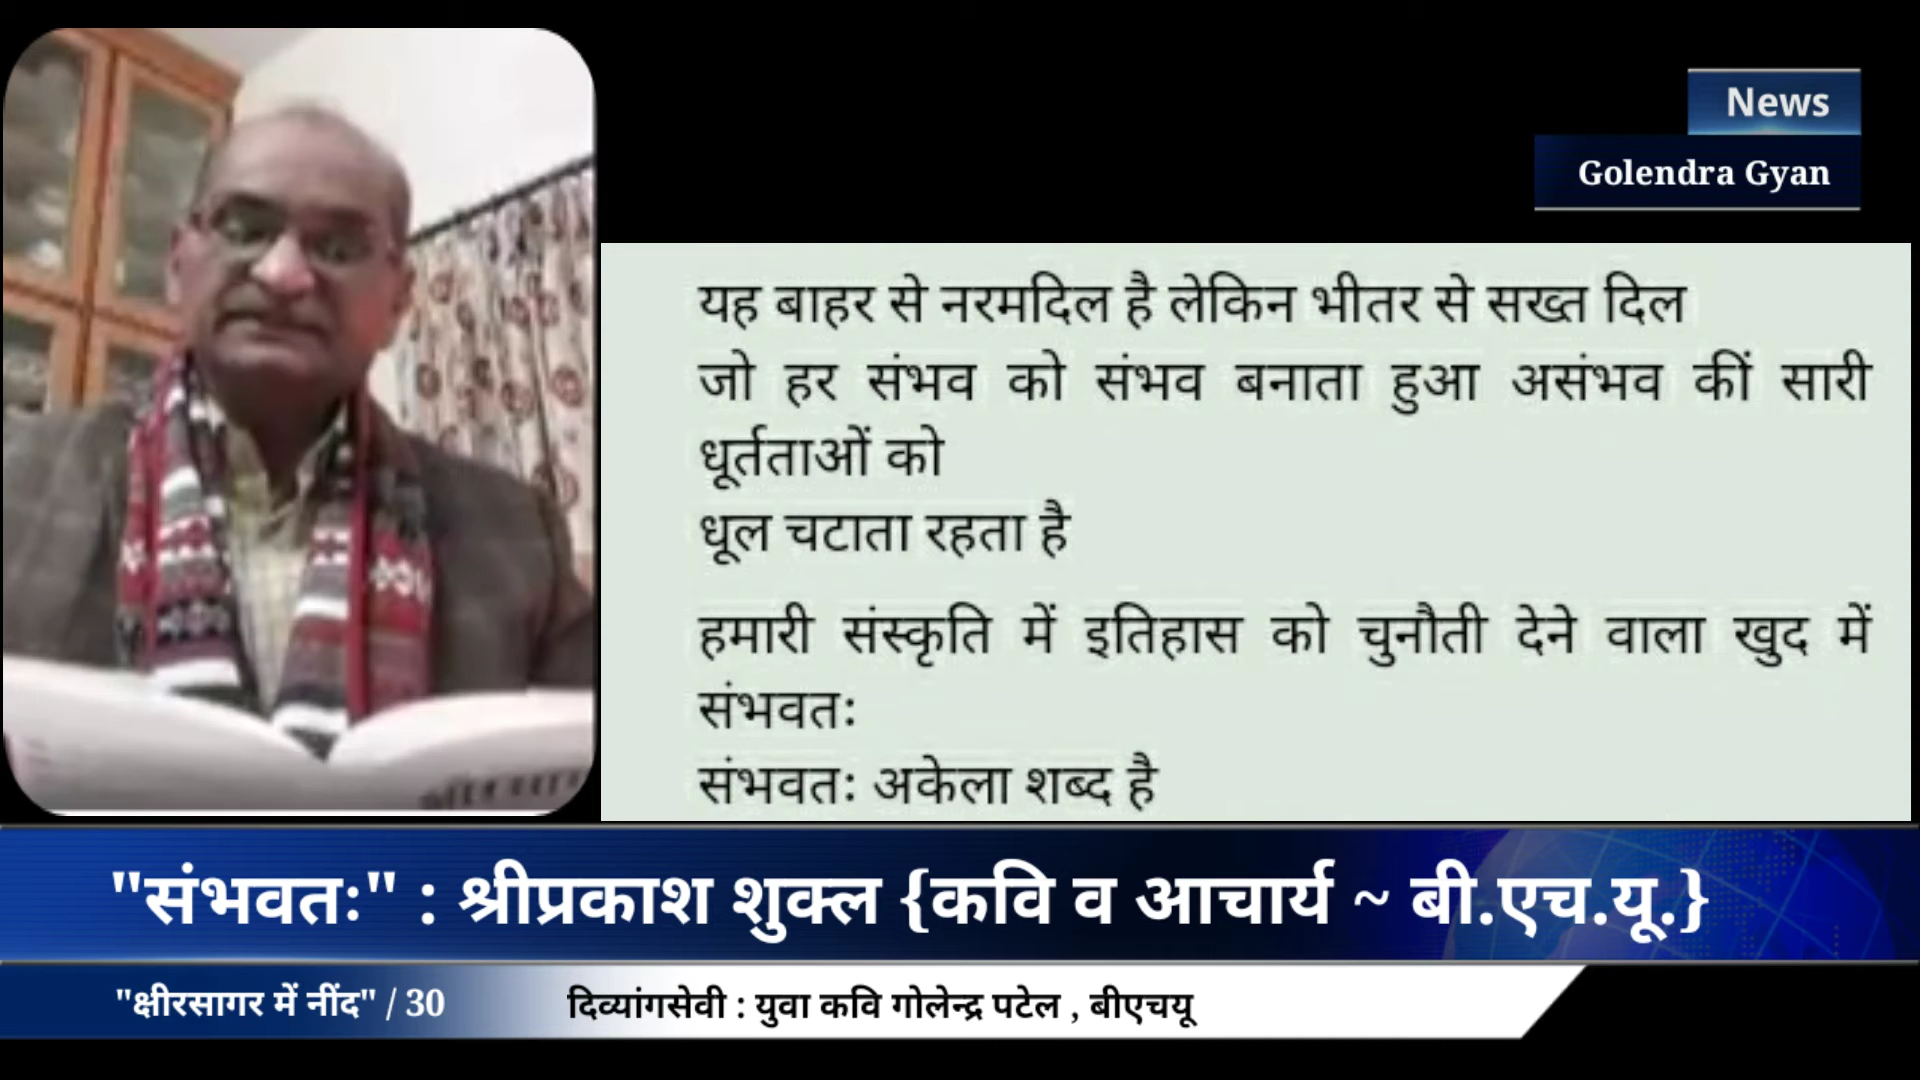 News
Golendra Gyan
यह बाहर से नरमदिल है लेकिन भीतर से सख्त दिल
जो हर संभव को संभव बनाता हुआ असंभव कीं सारी
धूर्तताओं को
धूल चटाता रहता है
हमारी संस्कृति में इतिहास को चुनौती देने वाला खुद में
संभवतः
संभवतः अकेला शब्द है
"संभवतः" : श्रीप्रकाश शुक्ल {कवि व आचार्य ~ बी.एच.यू.}
"क्षीरसागर में नींद" / 30
दिव्यांगसेवी : युवा कवि गोलेन्द्र पटेल , बीएचयू